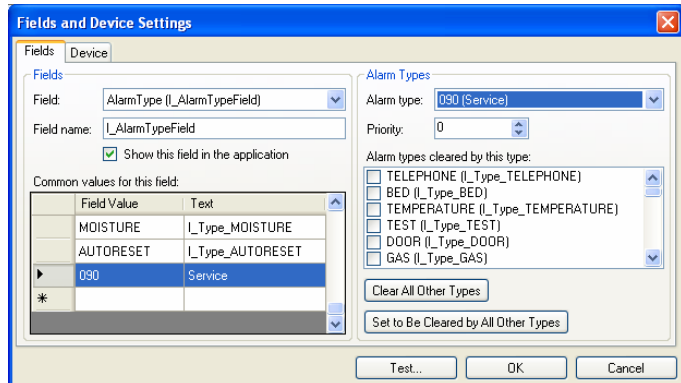 Fields and Device Settings
Fields Device
Fields
Field: AlarmType (I_AlarmTypeField)
Field name: I_AlarmTypeField
Show this field in the application
Common values for this field:
Field Value Text
MOISTURE I_Type_MOISTURE
AUTORESET I_Type_AUTORESET
090 Service
Alarm Types
Alarm type: 090 (Service)
Priority: 0
Alarm types cleared by this type:
TELEPHONE (I_Type_TELEPHONE)
BED (I_Type_BED)
TEMPERATURE (I_Type_TEMPERATURE)
TEST (I_Type_TEST)
DOOR (I_Type_DOOR)
GAS (I_Type_GAS)
Clear All Other Types
Set to Be Cleared by All Other Types
Test... OK Cancel